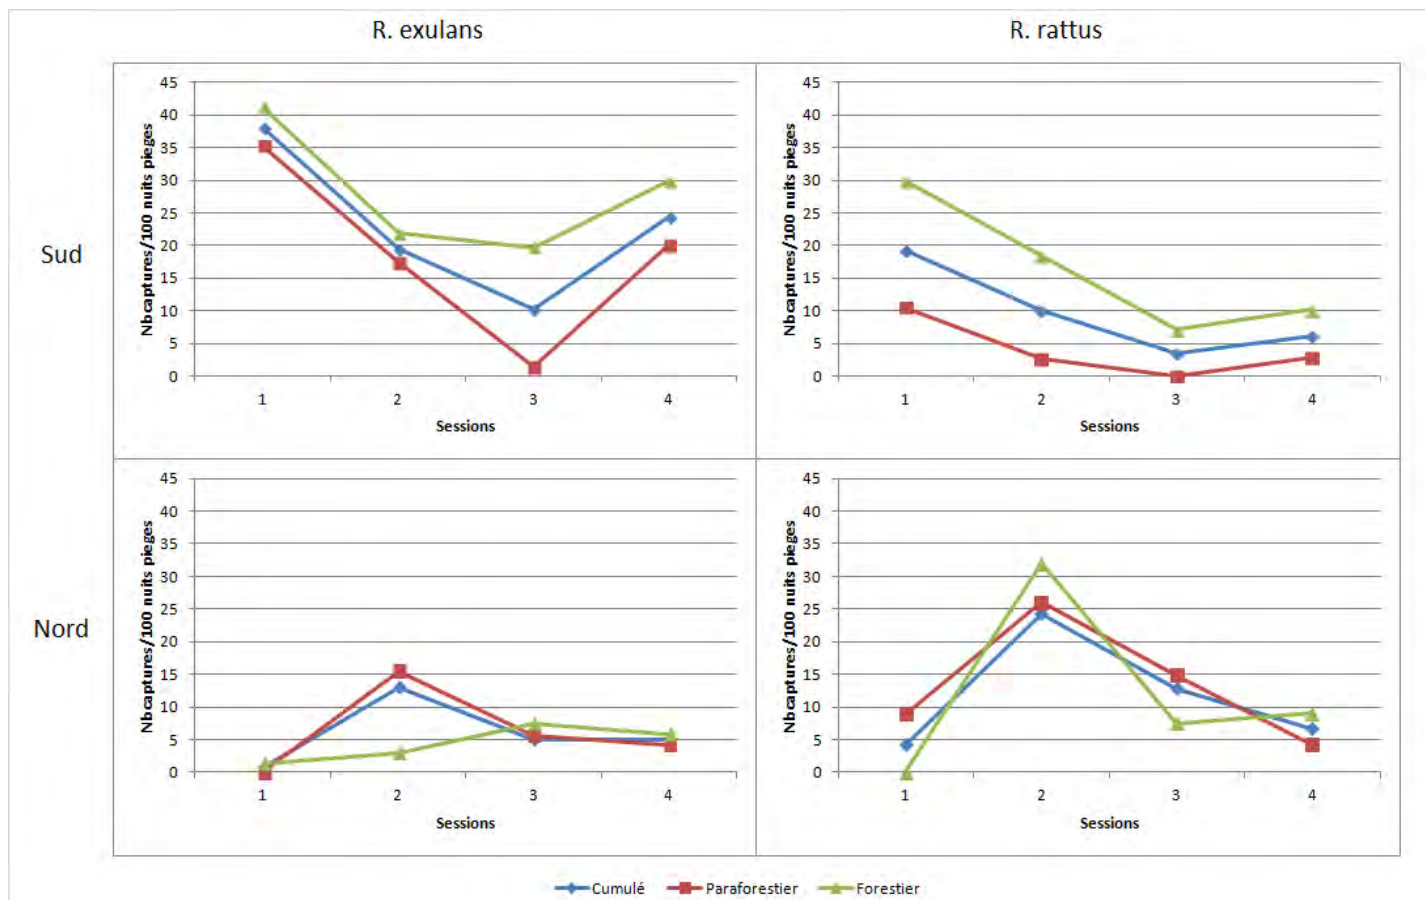 R. exulans
R. rattus
Sud
Nbcaptures/100 nuits pieges
45
40
35
30
25
20
15
10
5
0
1 2 3 4
Sessions
Nbcaptures/100 nuits pieges
45
40
35
30
25
20
15
10
5
0
1 2 3 4
Sessions
Nord
Nbcaptures/100 nuits pieges
45
40
35
30
25
20
15
10
5
0
1 2 3 4
Sessions
Nbcaptures/100 nuits pieges
45
40
35
30
25
20
15
10
5
0
1 2 3 4
Sessions
Cumulé Paraforestier Forestier